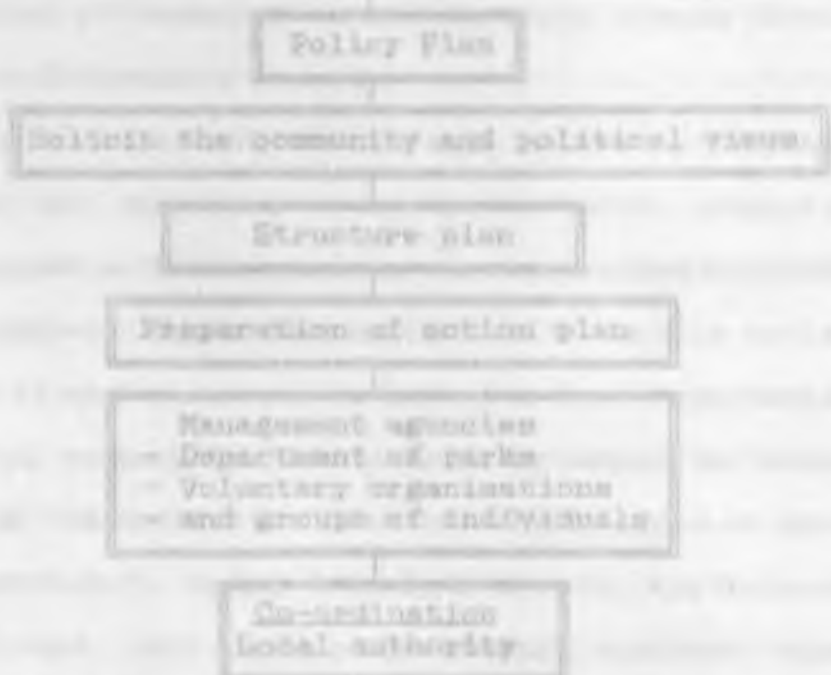 Policy Plan
Solicit the community and political views
Structure plan
Preparation of action plan
Management agencies
- Department of parks
- Voluntary organisations
- and groups of individuals
Co-ordination
Local authority